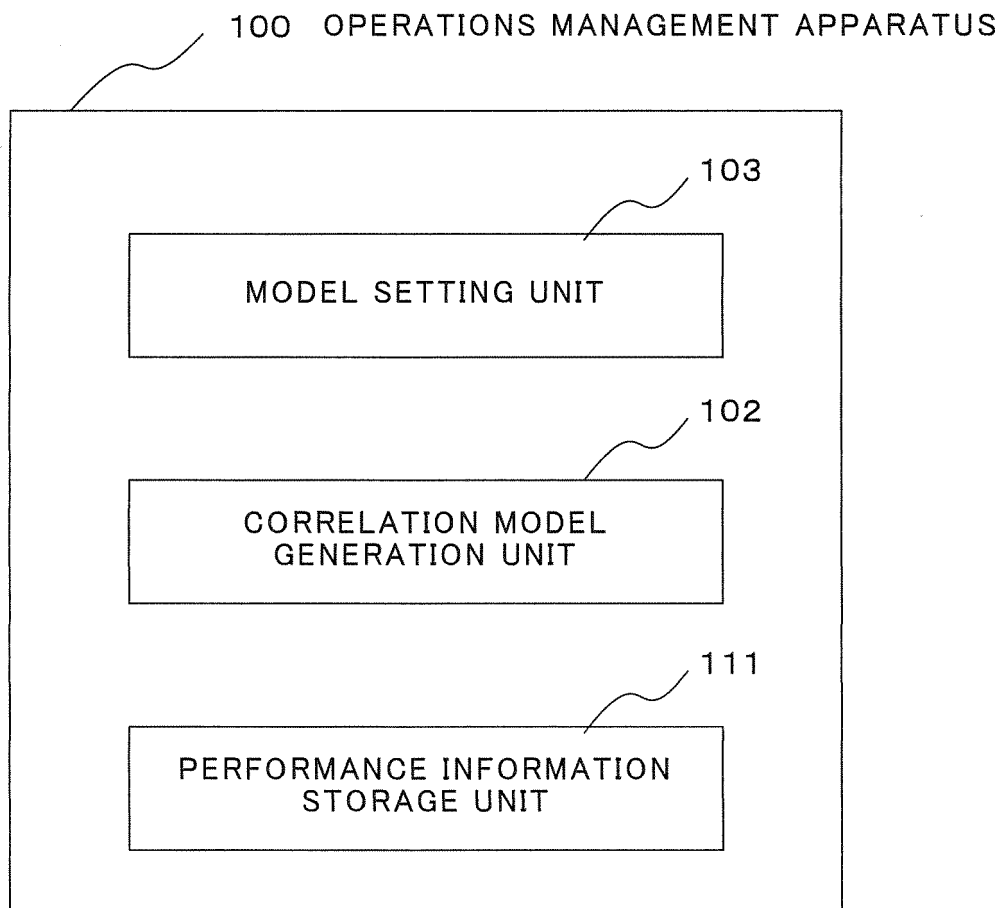 100 OPERATIONS MANAGEMENT APPARATUS
103
MODEL SETTING UNIT
102
CORRELATION MODEL
GENERATION UNIT
111
PERFORMANCE INFORMATION
STORAGE UNIT